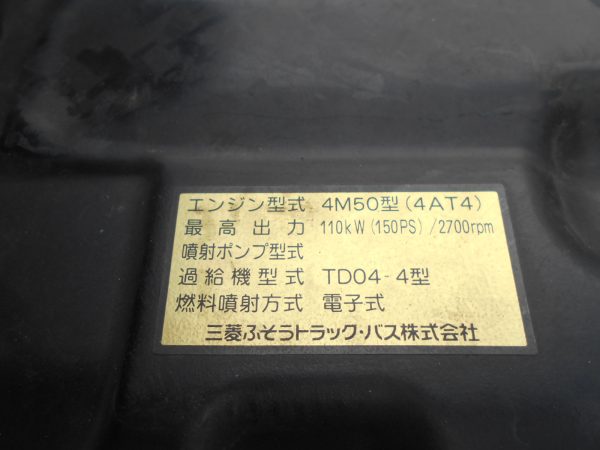 エンジン型式 4M50型(4AT4)
最高出力 110kW(150PS)/2700rpm
噴射ポンプ型式
過給機型式 TD04-4型
燃料噴射方式 電子式
三菱ふそうトラック・バス株式会社